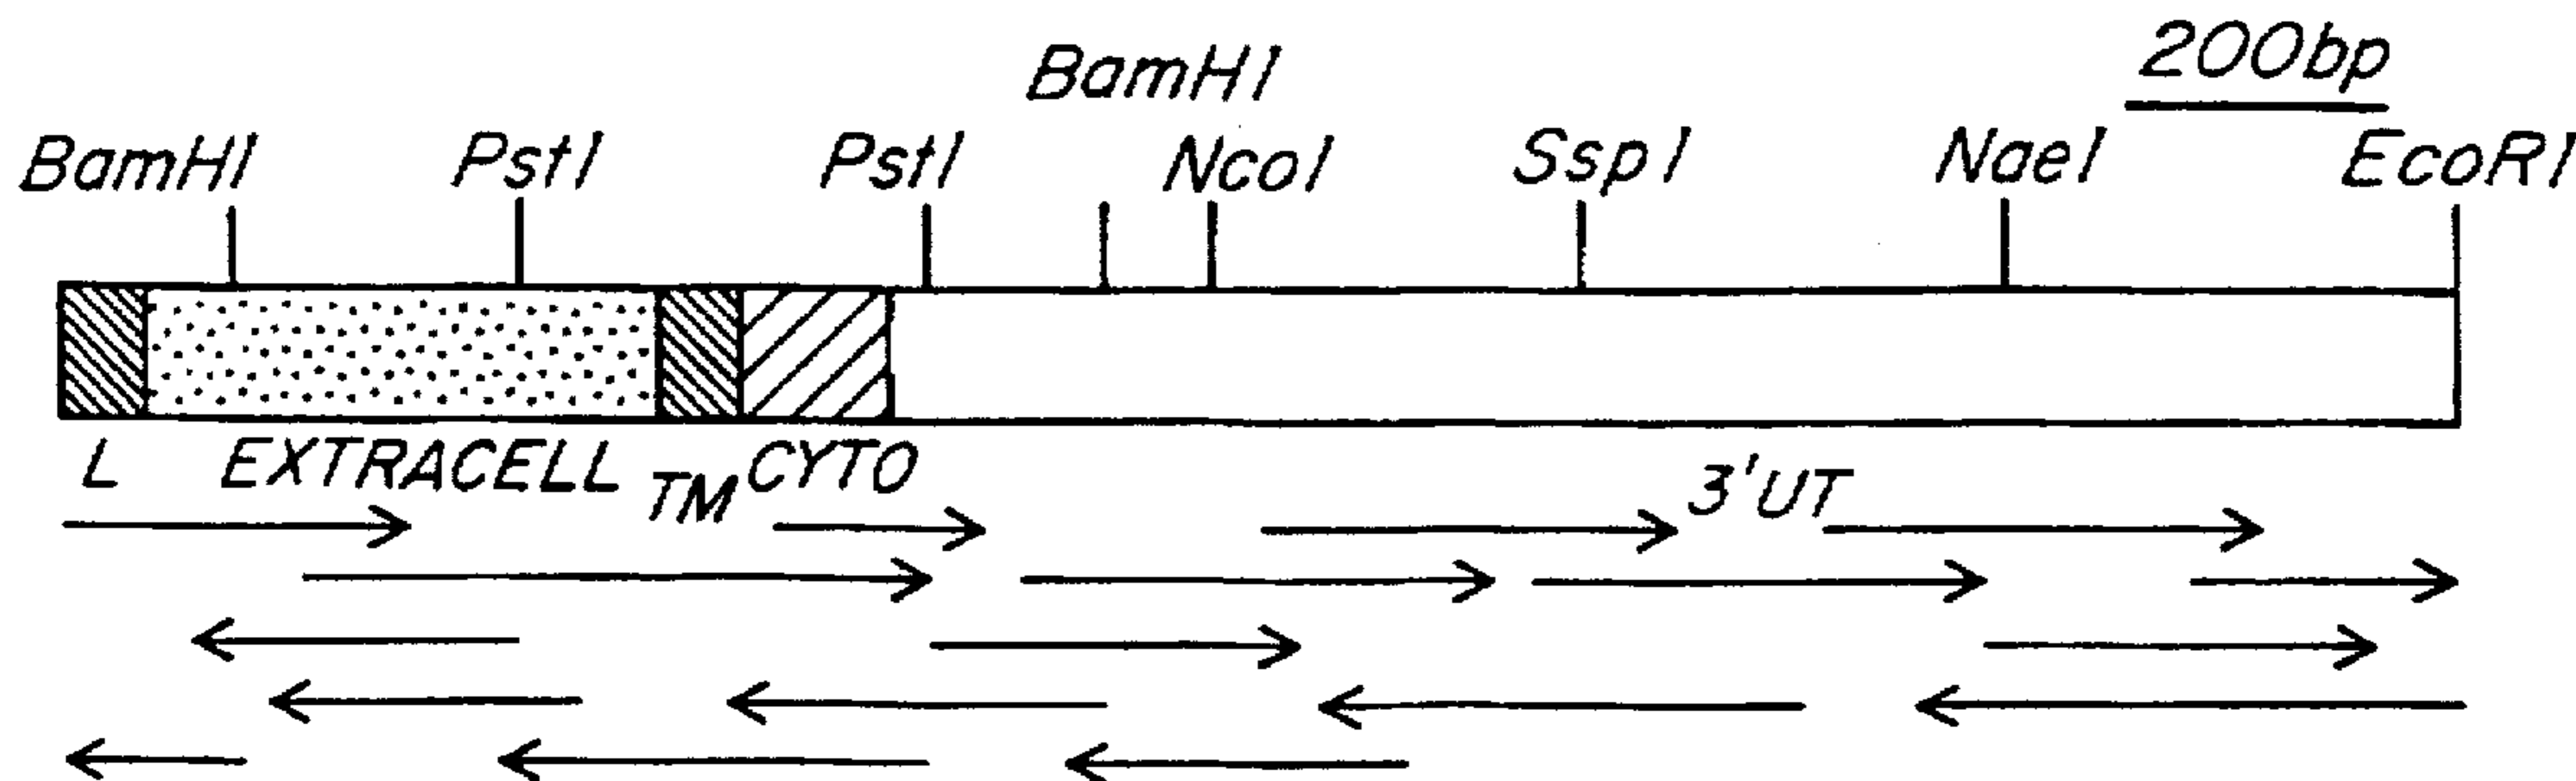 200bp
BamHI
BamHI PstI PstI NcoI SspI NaeI EcoRI
L EXTRACELL TM CYTO 3'UT